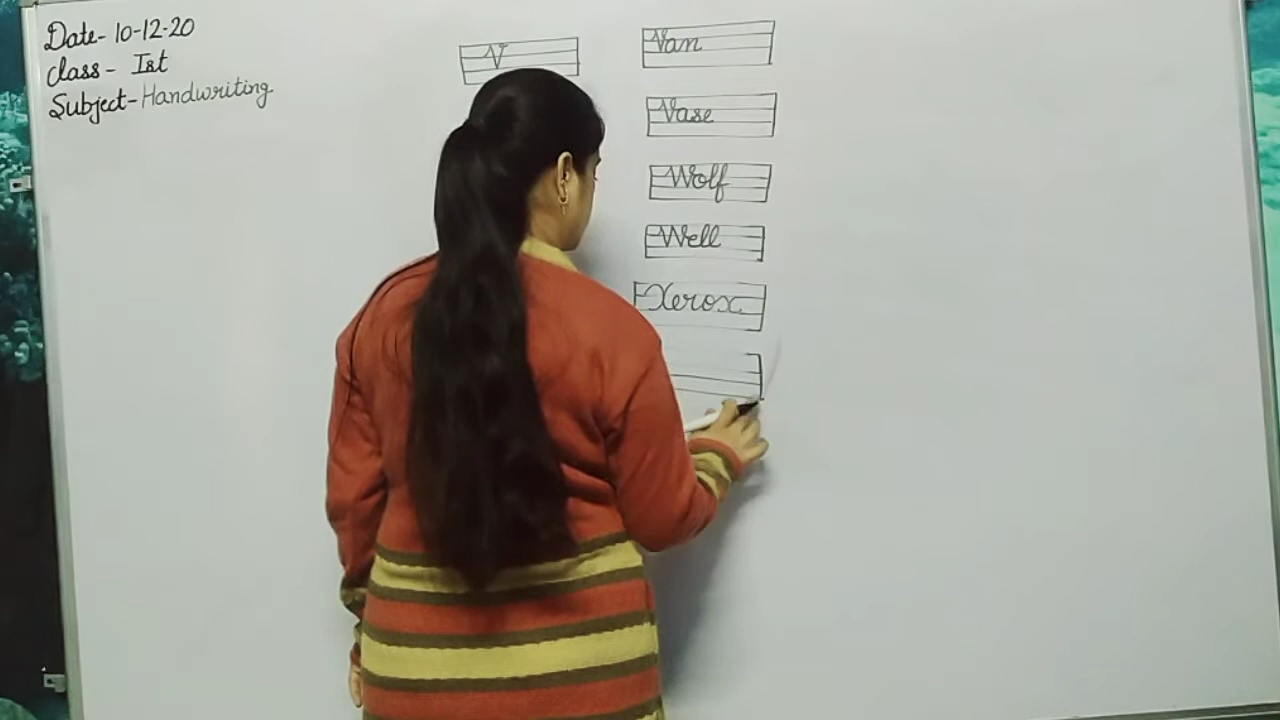 Date- 10-12-20
Class- Ist
Subject- Handwriting
V
Van
Vase
Wolf
Well
Xerox